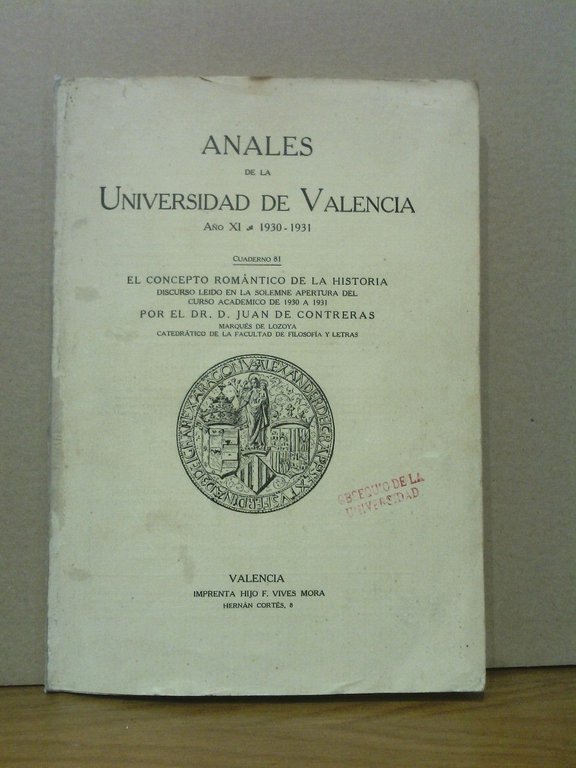 ANALES
DE LA
UNIVERSIDAD DE VALENCIA
AÑO XI 1930-1931
CUADERNO 81
EL CONCEPTO ROMÁNTICO DE LA HISTORIA
DISCURSO LEIDO EN LA SOLEMNE APERTURA DEL
CURSO ACADEMICO DE 1930 A 1931
POR EL DR. D. JUAN DE CONTRERAS
MARQUÉS DE LOZOYA
CATEDRÁTICO DE LA FACULTAD DE FILOSOFÍA Y LETRAS
OBSEQUIO DE LA
UNIVERSIDAD
VALENCIA
IMPRENTA HIJO F. VIVES MORA
HERNÁN CORTÉS, 8